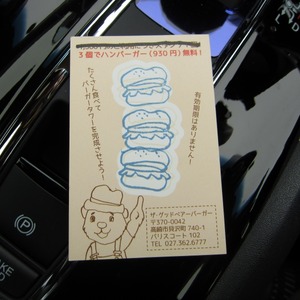 3個でハンバーガー(930円)無料!
たくさん食べて
バーガータワーを完成させよう!
有効期限はありません!
ザ・グッドベアーバーガー
〒370-0042
高崎市貝沢町740-1
パリスコート102
TEL 027.362.6777
P